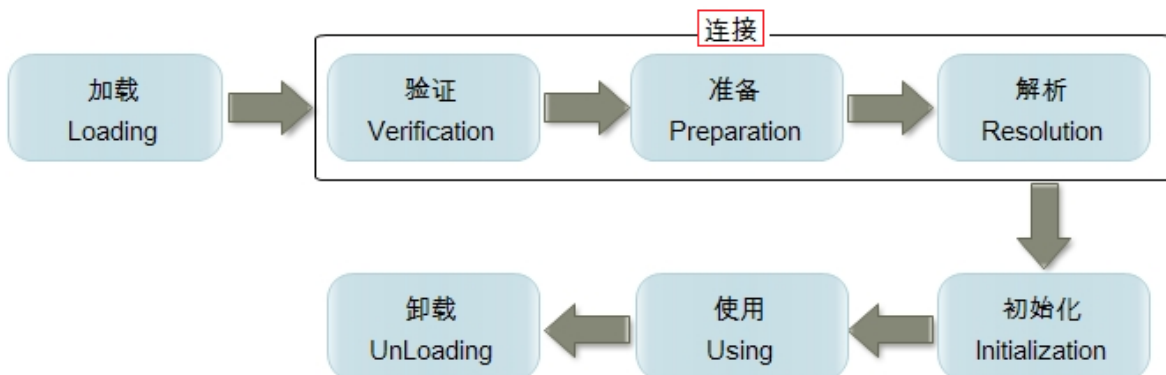 连接
加载
Loading
验证
Verification
准备
Preparation
解析
Resolution
卸载
UnLoading
使用
Using
初始化
Initialization